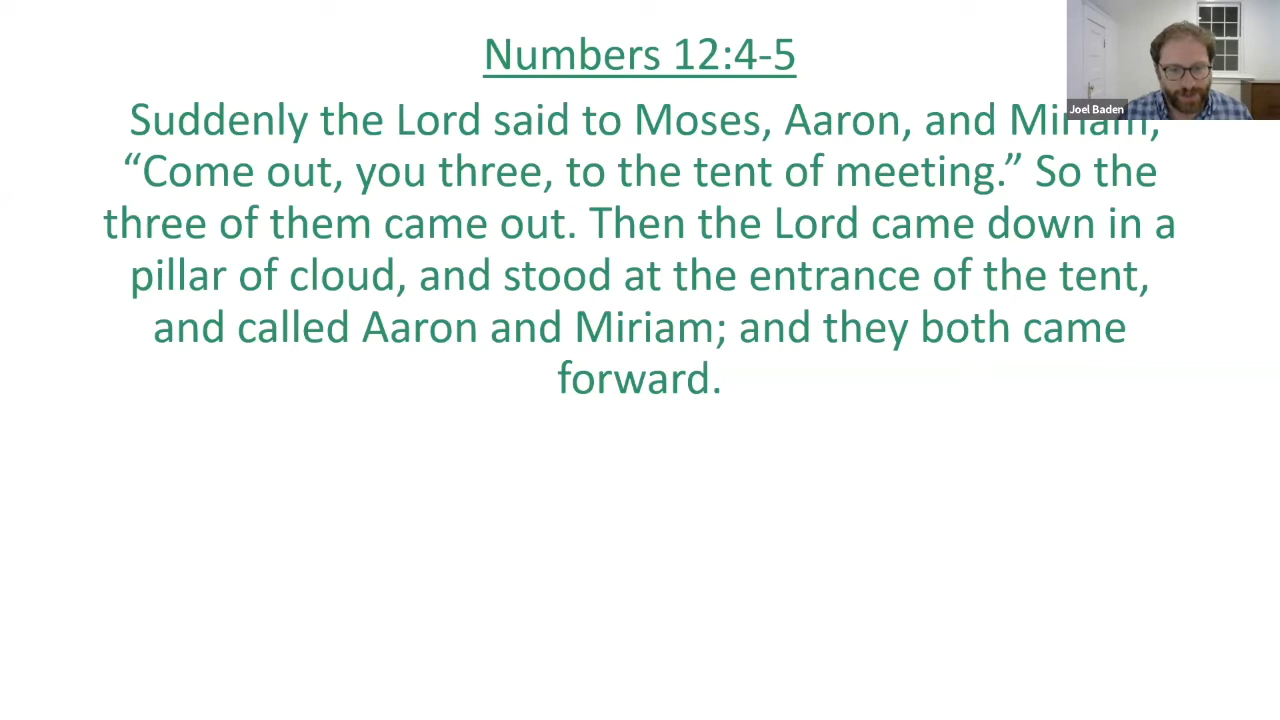 Numbers 12:4-5
Suddenly the Lord said to Moses, Aaron, and Miriam,
“Come out, you three, to the tent of meeting.” So the
three of them came out. Then the Lord came down in a
pillar of cloud, and stood at the entrance of the tent,
and called Aaron and Miriam; and they both came
forward.
Joel Baden